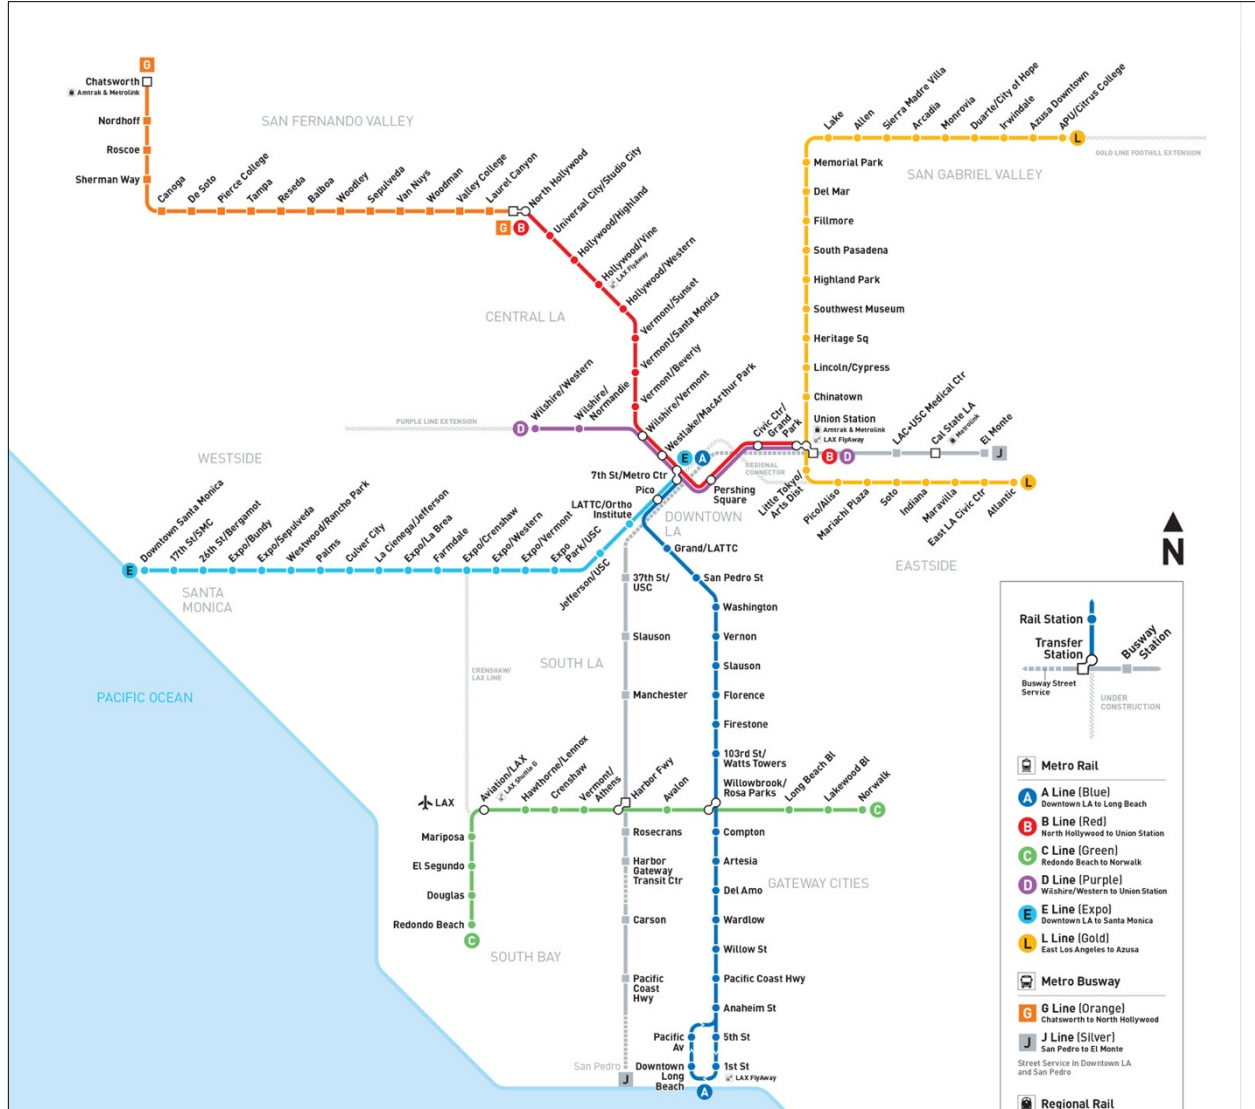 G
Chatsworth
Amtrak & Metrolink
Nordhoff
Roscoe
Sherman Way
SAN FERNANDO VALLEY
Canoga
De Soto
Pierce College
Tampa
Reseda
Balboa
Woodley
Sepulveda
Van Nuys
Woodman
Valley College
Laurel Canyon
North Hollywood
G
B
Universal City/Studio City
Hollywood/Highland
Hollywood/Vine
LAX FlyAway
Hollywood/Western
Vermont/Sunset
Vermont/Santa Monica
Vermont/Beverly
Wilshire/Vermont
Westlake/MacArthur Park
CENTRAL LA
Lake
Allen
Sierra Madre Villa
Arcadia
Monrovia
Duarte/City of Hope
Irwindale
Azusa Downtown
APU/Citrus College
L
GOLD LINE FOOTHILL EXTENSION
SAN GABRIEL VALLEY
Memorial Park
Del Mar
Fillmore
South Pasadena
Highland Park
Southwest Museum
Heritage Sq
Lincoln/Cypress
Chinatown
Union Station
Amtrak & Metrolink
LAX FlyAway
B
D
LAC+USC Medical Ctr
Cal State LA
Metrolink
El Monte
J
PURPLE LINE EXTENSION
D
Wilshire/Western
Wilshire/
Normandie
Civic Ctr/
Grand
Park
E
A
REGIONAL
CONNECTOR
7th St/Metro Ctr
Pico
LATTC/Ortho
Institute
Pershing
Square
DOWNTOWN
LA
Little Tokyo/
Arts Dist
Pico/Aliso
Mariachi Plaza
Soto
Indiana
Maravilla
East LA Civic Ctr
Atlantic
L
EASTSIDE
WESTSIDE
E
Downtown Santa Monica
17th St/SMC
26th St/Bergamot
Expo/Bundy
Expo/Sepulveda
Westwood/Rancho Park
Palms
Culver City
La Cienega/Jefferson
Expo/La Brea
Farmdale
Expo/Crenshaw
Expo/Western
Expo/Vermont
Expo
Park/USC
Jefferson/USC
SANTA
MONICA
PACIFIC OCEAN
Grand/LATTC
San Pedro St
Washington
Vernon
Slauson
Florence
Firestone
103rd St/
Watts Towers
Willowbrook/
Rosa Parks
37th St/
USC
Slauson
Manchester
SOUTH LA
CRENSHAW/
LAX LINE
LAX
Aviation/LAX
LAX Shuttle G
Hawthorne/Lennox
Crenshaw
Vermont/
Athens
Harbor Fwy
Avalon
Long Beach Bl
Lakewood Bl
Norwalk
C
Mariposa
El Segundo
Douglas
Redondo Beach
C
SOUTH BAY
Rosecrans
Harbor
Gateway
Transit Ctr
Carson
Pacific
Coast
Hwy
San Pedro
J
Compton
Artesia
Del Amo
Wardlow
Willow St
Pacific Coast Hwy
Anaheim St
GATEWAY CITIES
Pacific
Av
5th St
Downtown
Long
Beach
1st St
LAX FlyAway
A
N
Rail Station
Transfer
Station
Busway
Station
Busway Street
Service
UNDER
CONSTRUCTION
Metro Rail
A
A Line (Blue)
Downtown LA to Long Beach
B
B Line (Red)
North Hollywood to Union Station
C
C Line (Green)
Redondo Beach to Norwalk
D
D Line (Purple)
Wilshire/Western to Union Station
E
E Line (Expo)
Downtown LA to Santa Monica
L
L Line (Gold)
East Los Angeles to Azusa
Metro Busway
G
G Line (Orange)
Chatsworth to North Hollywood
J
J Line (Silver)
San Pedro to El Monte
Street Service in Downtown LA
and San Pedro
Regional Rail